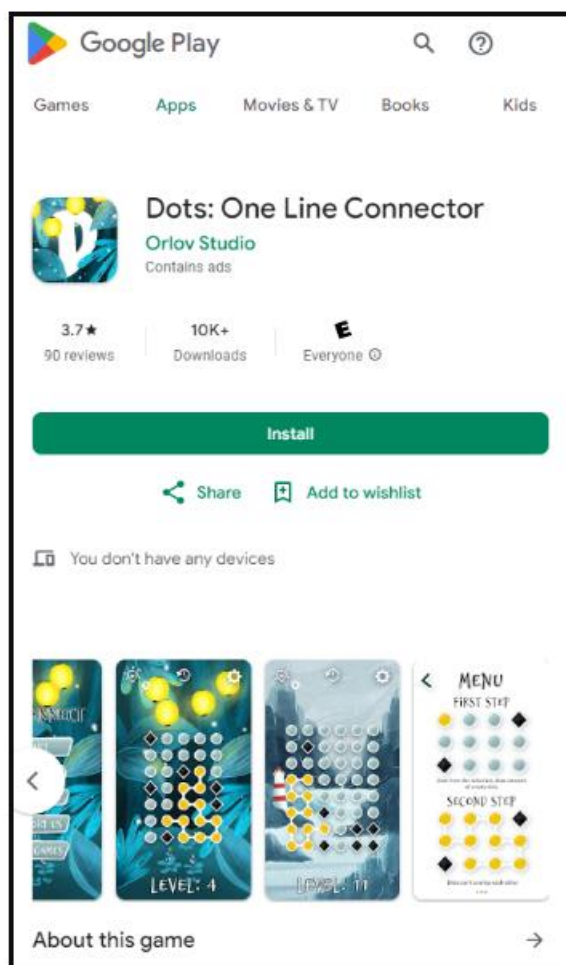 Google Play
Games Apps Movies & TV Books Kids
Dots: One Line Connector
Orlov Studio
Contains ads
3.7★ 10K+ E
90 reviews Downloads Everyone
Install
Share Add to wishlist
You don't have any devices
MENU
FIRST STEP
SECOND STEP
LEVEL: 4
LEVEL: 11
GAMES
About this game